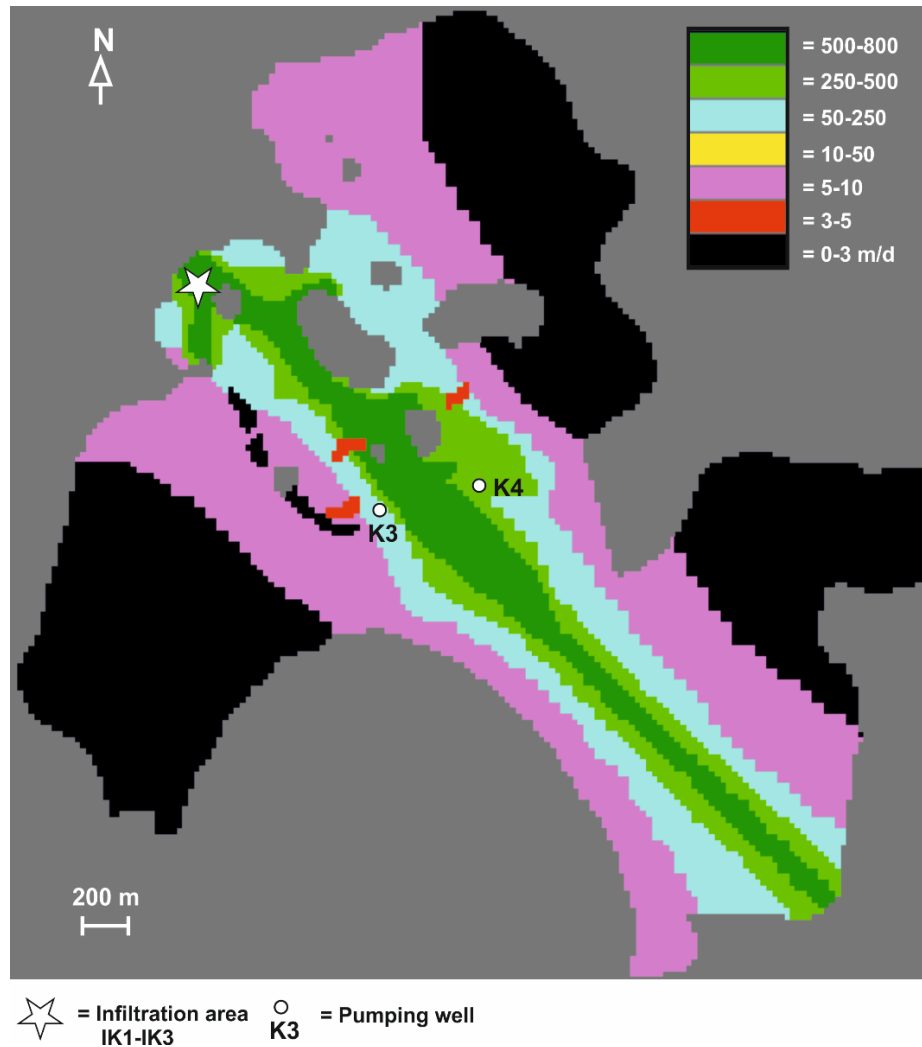 N
= 500-800
= 250-500
= 50-250
= 10-50
= 5-10
= 3-5
= 0-3 m/d
K4
K3
200 m
= Infiltration area
IK1-IK3
K3
= Pumping well